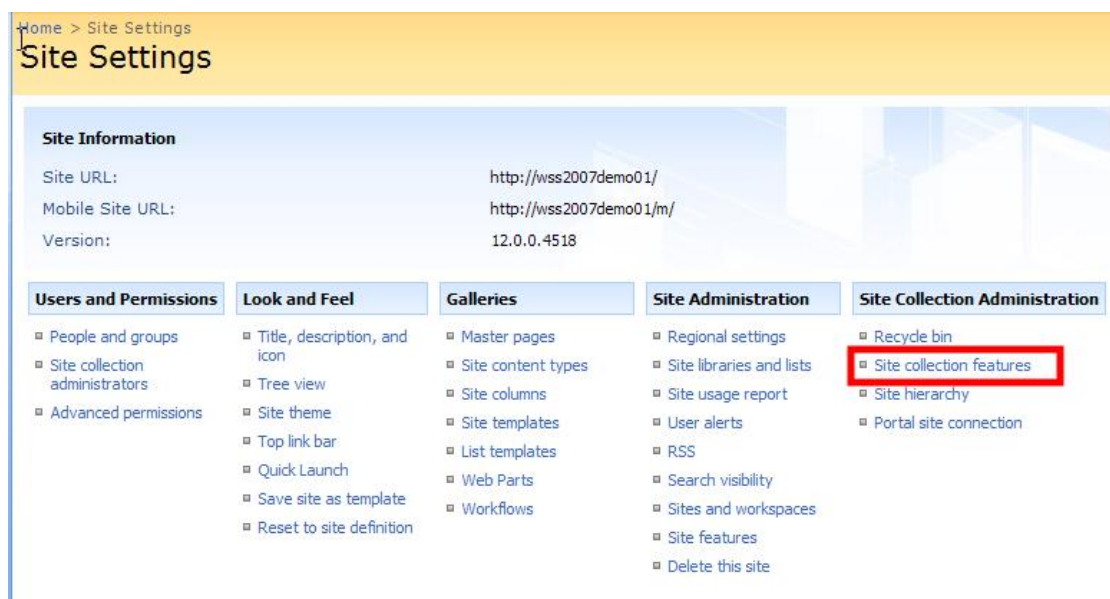 Home > Site Settings
Site Settings
Site Information
Site URL: http://wss2007demo01/
Mobile Site URL: http://wss2007demo01/m/
Version: 12.0.0.4518
Users and Permissions
People and groups
Site collection
administrators
Advanced permissions
Look and Feel
Title, description, and
icon
Tree view
Site theme
Top link bar
Quick Launch
Save site as template
Reset to site definition
Galleries
Master pages
Site content types
Site columns
Site templates
List templates
Web Parts
Workflows
Site Administration
Regional settings
Site libraries and lists
Site usage report
User alerts
RSS
Search visibility
Sites and workspaces
Site features
Delete this site
Site Collection Administration
Recycle bin
Site collection features
Site hierarchy
Portal site connection